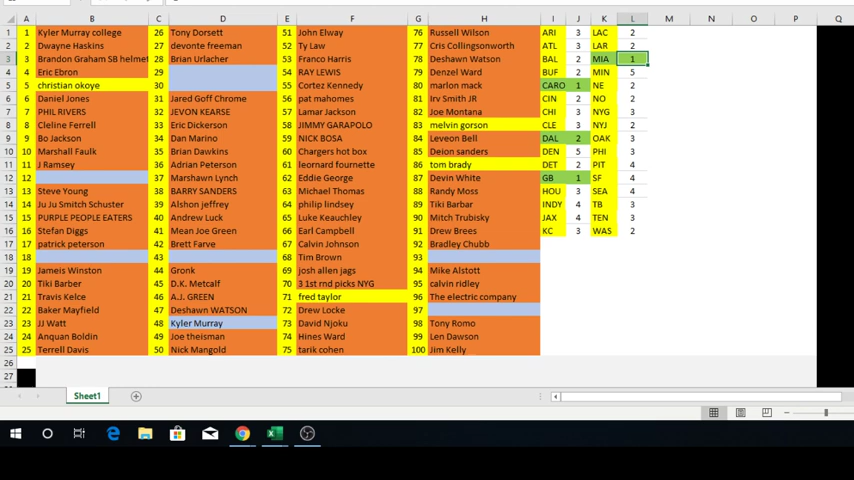 A B C D E F G H I J K L M N O P Q
1 1 Kyler Murray college 26 Tony Dorsett 51 John Elway 76 Russell Wilson ARI 3 LAC 2
2 2 Dwayne Haskins 27 devonte freeman 52 Ty Law 77 Cris Collingsworth ATL 3 LAR 2
3 3 Brandon Graham SB helmet 28 Brian Urlacher 53 Franco Harris 78 Deshawn Watson BAL 2 MIA 1
4 4 Eric Ebron 29 54 RAY LEWIS 79 Denzel Ward BUF 2 MIN 5
5 5 christian okoye 30 55 Cortez Kennedy 80 marlon mack CARO 1 NE 2
6 6 Daniel Jones 31 Jared Goff Chrome 56 pat mahomes 81 Irv Smith JR CIN 2 NO 2
7 7 PHIL RIVERS 32 JEVON KEARSE 57 Lamar Jackson 82 Joe Montana CHI 3 NYG 3
8 8 Cleline Ferrell 33 Eric Dickerson 58 JIMMY GARAPOLO 83 melvin gorson CLE 3 NYJ 2
9 9 Bo Jackson 34 Dan Marino 59 NICK BOSA 84 Leveon Bell DAL 2 OAK 3
10 10 Marshall Faulk 35 Brian Dawkins 60 Chargers hot box 85 Deion sanders DEN 5 PHI 3
11 11 J Ramsey 36 Adrian Peterson 61 leonard fournette 86 tom brady DET 2 PIT 4
12 12 37 Marshawn Lynch 62 Eddie George 87 Devin White GB 1 SF 4
13 13 Steve Young 38 BARRY SANDERS 63 Michael Thomas 88 Randy Moss HOU 3 SEA 4
14 14 Ju Ju Smitch Schuster 39 Alshon jeffrey 64 philip lindsey 89 Tiki Barbar INDY 4 TB 3
15 15 PURPLE PEOPLE EATERS 40 Andrew Luck 65 Luke Keauchley 90 Mitch Trubisky JAX 4 TEN 3
16 16 Stefan Diggs 41 Mean Joe Green 66 Earl Campbell 91 Drew Brees KC 3 WAS 2
17 17 patrick peterson 42 Brett Farve 67 Calvin Johnson 92 Bradley Chubb
18 18 43 68 Tim Brown 93
19 19 Jameis Winston 44 Gronk 69 josh allen jags 94 Mike Alstott
20 20 Tiki Barber 45 D.K. Metcalf 70 3 1st rnd picks NYG 95 calvin ridley
21 21 Travis Kelce 46 A.J. GREEN 71 fred taylor 96 The electric company
22 22 Baker Mayfield 47 Deshaun WATSON 72 Drew Locke 97
23 23 JJ Watt 48 Kyler Murray 73 David Njoku 98 Tony Romo
24 24 Anquan Boldin 49 Joe theisman 74 Hines Ward 99 Len Dawson
25 25 Terrell Davis 50 Nick Mangold 75 tarik cohen 100 Jim Kelly
26
27
Sheet1